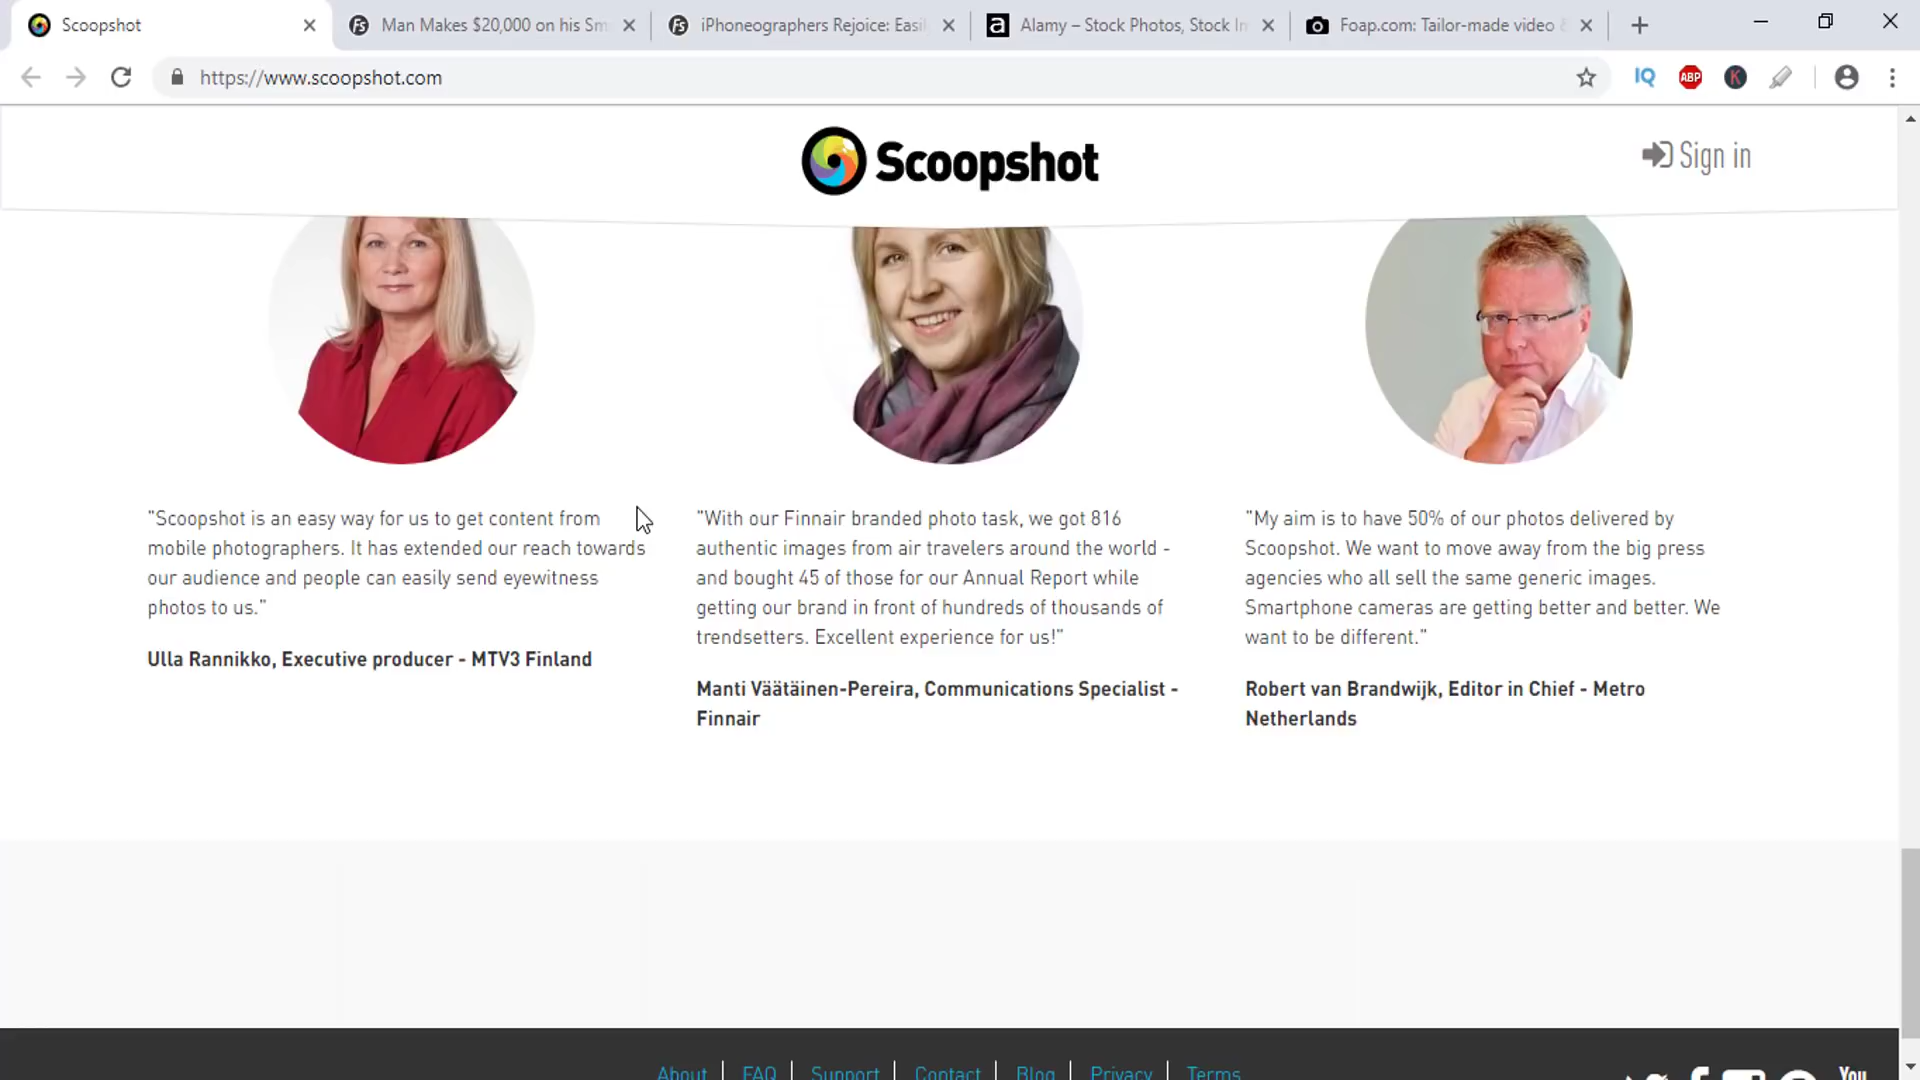 Scoopshot
Man Makes $20,000 on his Sm
iPhoneographers Rejoice: Easil
Alamy – Stock Photos, Stock Im
Foap.com: Tailor-made video &
https://www.scoopshot.com
IQ
ABP
K
Scoopshot
Sign in
"Scoopshot is an easy way for us to get content from
mobile photographers. It has extended our reach towards
our audience and people can easily send eyewitness
photos to us."
Ulla Rannikko, Executive producer - MTV3 Finland
"With our Finnair branded photo task, we got 816
authentic images from air travelers around the world -
and bought 45 of those for our Annual Report while
getting our brand in front of hundreds of thousands of
trendsetters. Excellent experience for us!"
Manti Väätäinen-Pereira, Communications Specialist -
Finnair
"My aim is to have 50% of our photos delivered by
Scoopshot. We want to move away from the big press
agencies who all sell the same generic images.
Smartphone cameras are getting better and better. We
want to be different."
Robert van Brandwijk, Editor in Chief - Metro
Netherlands
About | FAQ | Support | Contact | Blog | Privacy | Terms
You